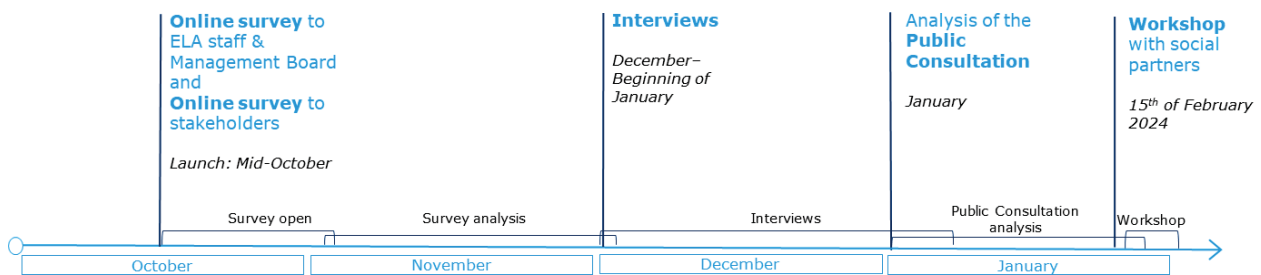 Online survey to
ELA staff &
Management Board
and
Online survey to
stakeholders
Launch: Mid-October
Interviews
December–
Beginning of
January
Analysis of the
Public
Consultation
January
Workshop
with social
partners
15th of February
2024
Survey open
Survey analysis
Interviews
Public Consultation
analysis
Workshop
October
November
December
January